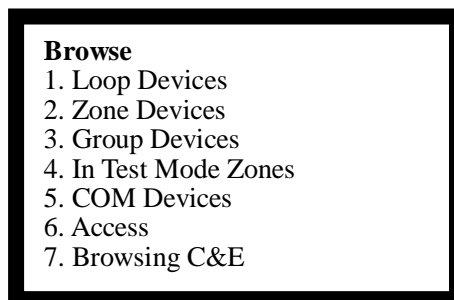 Browse
1. Loop Devices
2. Zone Devices
3. Group Devices
4. In Test Mode Zones
5. COM Devices
6. Access
7. Browsing C&E